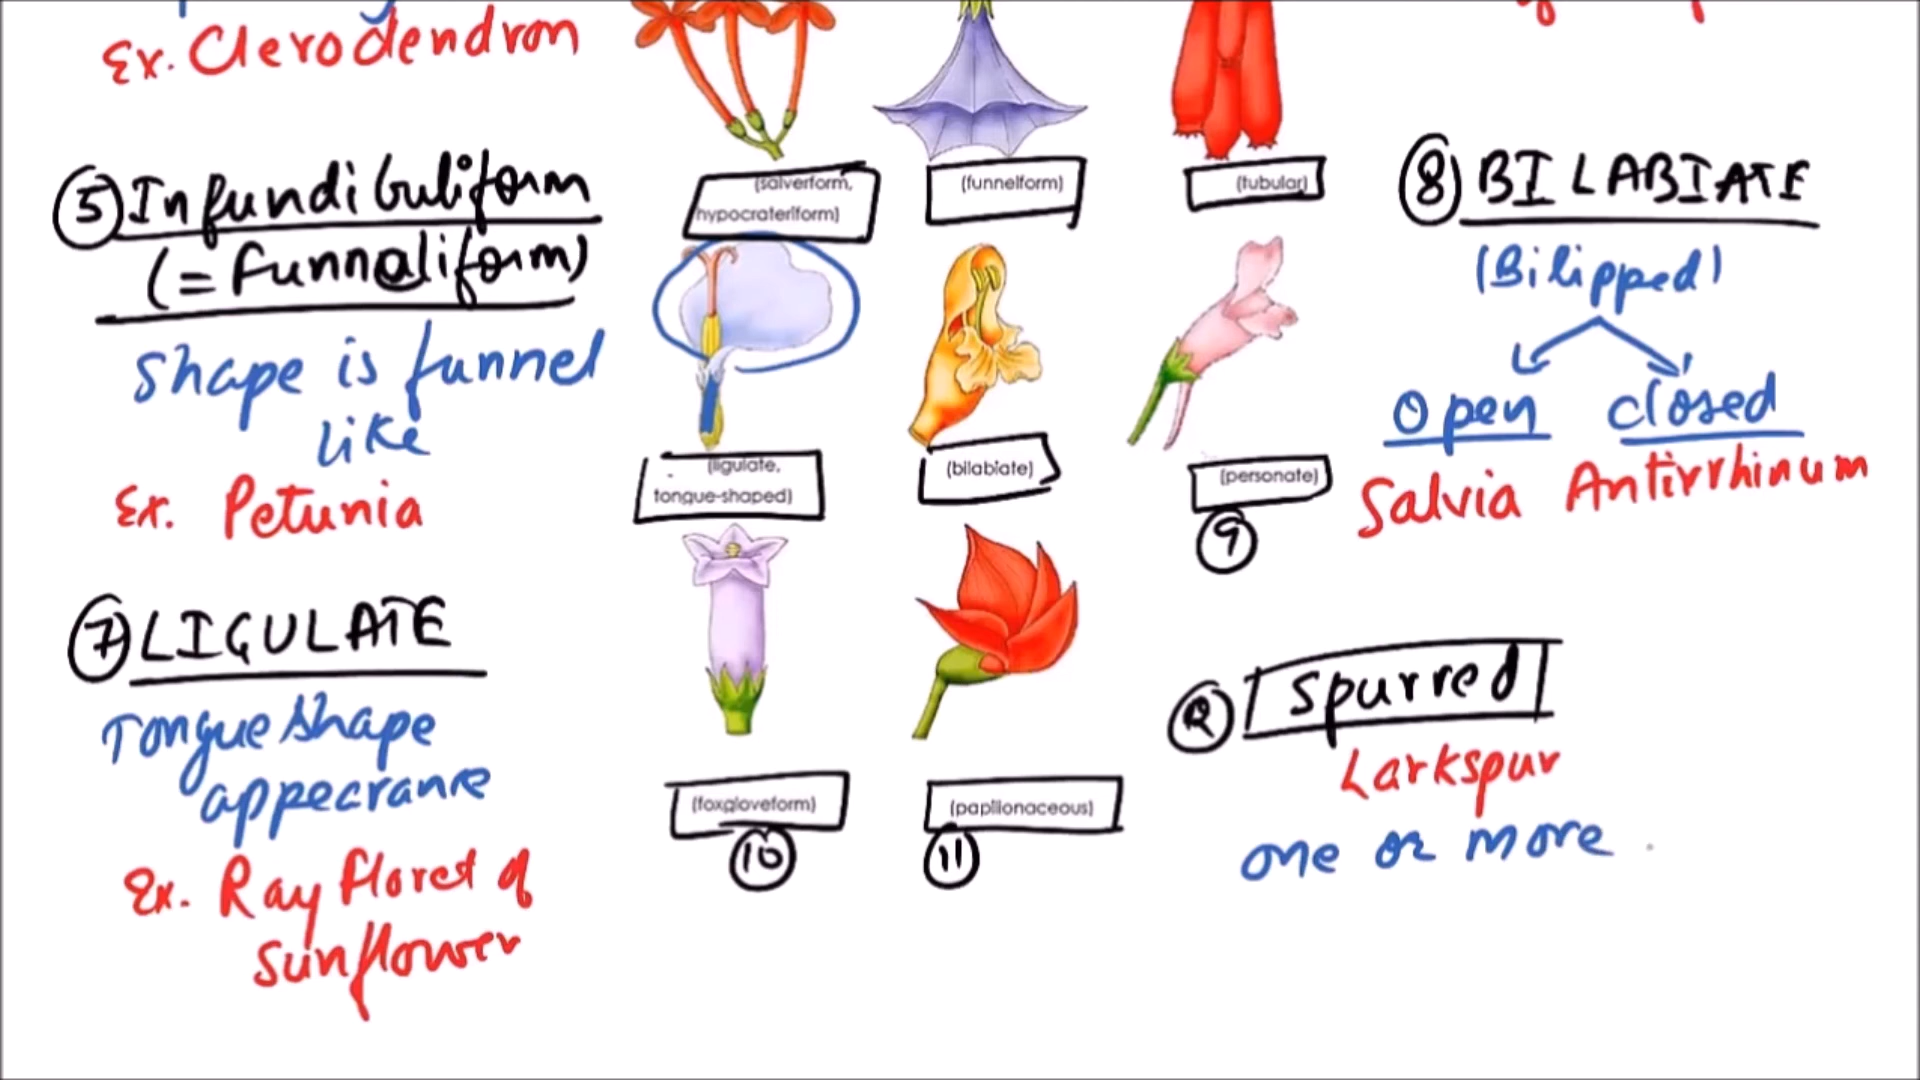 Ex. Clerodendron
⑤ Infundibuliform
(= funnaliform)
Shape is funnel
like
Ex. Petunia
⑦ LIGULATE
Tongue shape
appearance
Ex. Ray floret of
sunflower
(salverform,
hypocrateriform)
(funnelform)
(tubular)
(ligulate,
tongue-shaped)
(bilabiate)
(personate)
⑨
(foxgloveform)
⑩
(papilionaceous)
⑪
⑧ BILABIATE
(Bilipped)
Open closed
Salvia Antirrhinum
Spurred
Larkspur
one or more